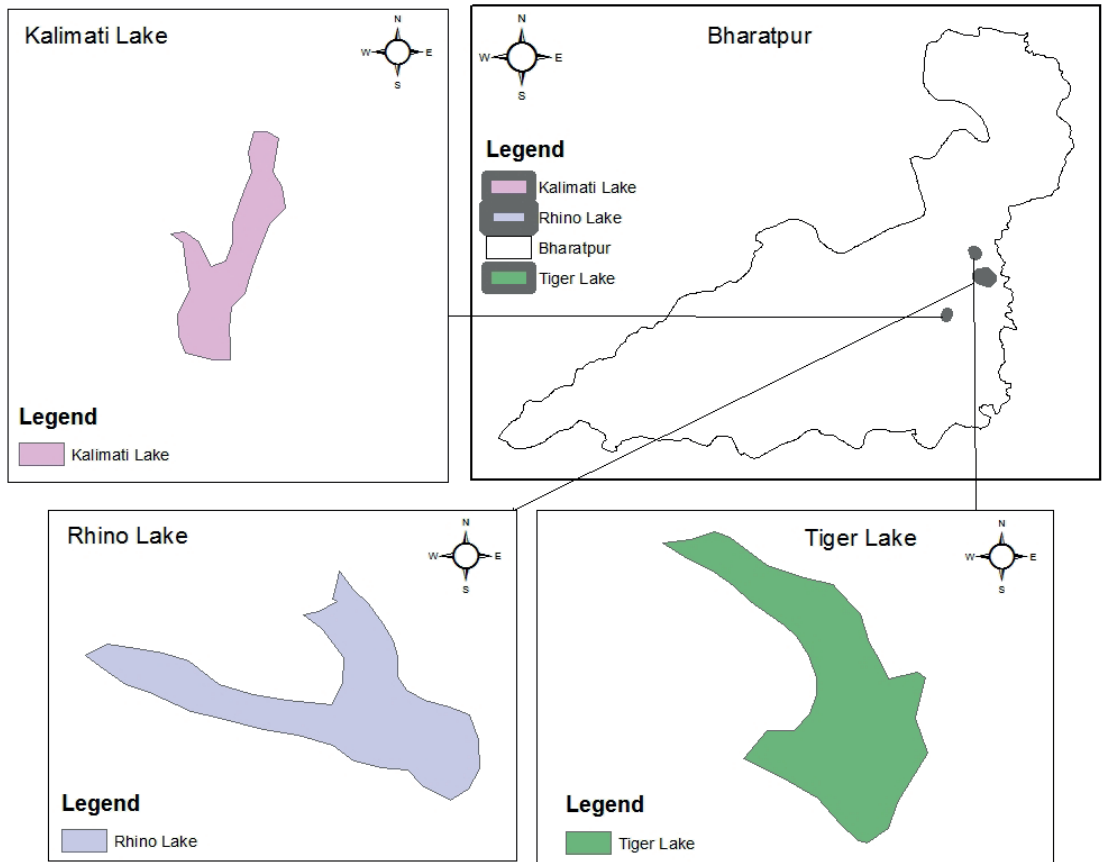 Kalimati Lake
N
W E
S
Legend
Kalimati Lake
Bharatpur
N
W E
S
Legend
Kalimati Lake
Rhino Lake
Bharatpur
Tiger Lake
Rhino Lake
N
W E
S
Legend
Rhino Lake
Tiger Lake
N
W E
S
Legend
Tiger Lake